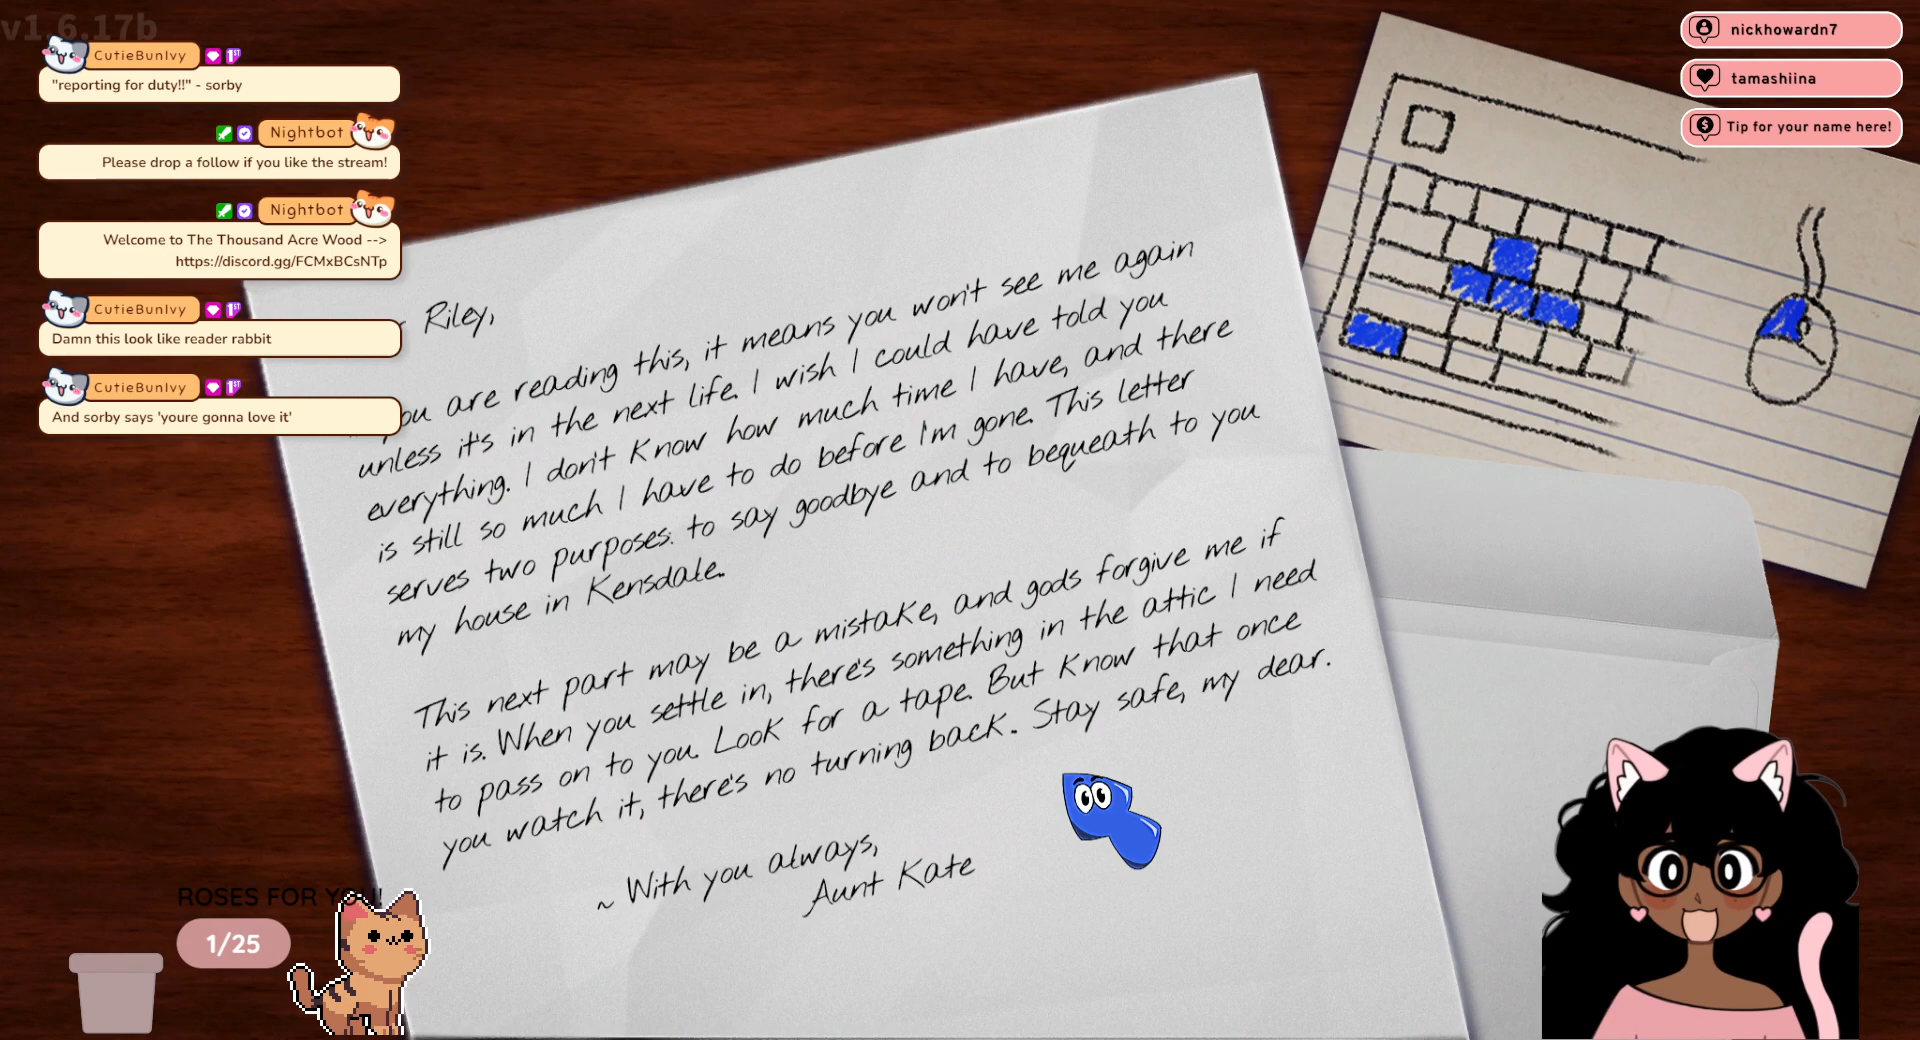 v1.6.17b
CutieBunIvy
"reporting for duty!!" - sorby
Nightbot
Please drop a follow if you like the stream!
Nightbot
Welcome to The Thousand Acre Wood -->
https://discord.gg/FCMxBCsNTp
CutieBunIvy
Damn this look like reader rabbit
CutieBunIvy
And sorby says 'youre gonna love it'
nickhowardn7
tamashiina
Tip for your name here!
Riley,
you are reading this, it means you won't see me again
unless it's in the next life. I wish I could have told you
everything. I don't know how much time I have, and there
is still so much I have to do before I'm gone. This letter
serves two purposes: to say goodbye and to bequeath to you
my house in Kensdale.
This next part may be a mistake, and gods forgive me if
it is. When you settle in, there's something in the attic I need
to pass on to you. Look for a tape. But know that once
you watch it, there's no turning back. Stay safe, my dear.
~ With you always,
Aunt Kate
ROSES FOR YOU!
1/25